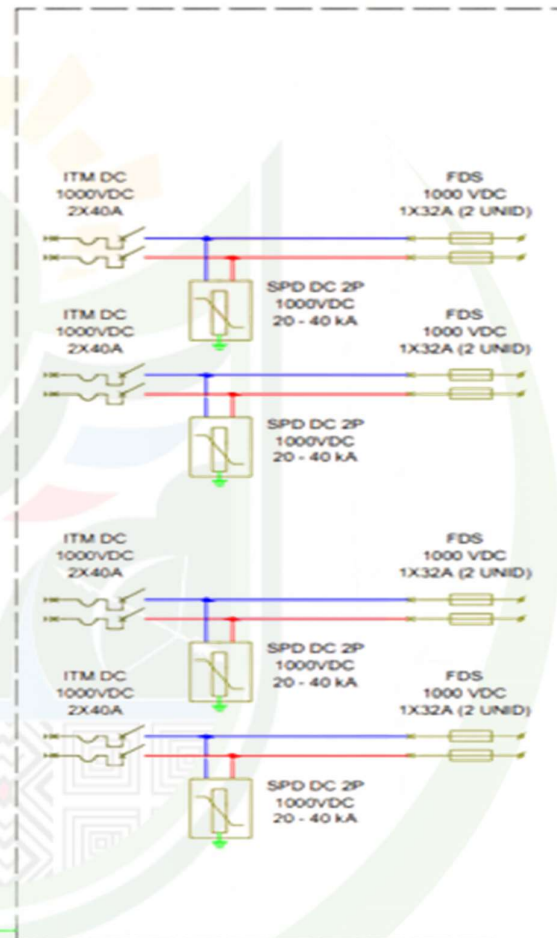 ITM DC
1000VDC
2X40A
FDS
1000 VDC
1X32A (2 UNID)
SPD DC 2P
1000VDC
20 - 40 kA
ITM DC
1000VDC
2X40A
FDS
1000 VDC
1X32A (2 UNID)
SPD DC 2P
1000VDC
20 - 40 kA
ITM DC
1000VDC
2X40A
FDS
1000 VDC
1X32A (2 UNID)
SPD DC 2P
1000VDC
20 - 40 kA
ITM DC
1000VDC
2X40A
FDS
1000 VDC
1X32A (2 UNID)
SPD DC 2P
1000VDC
20 - 40 kA